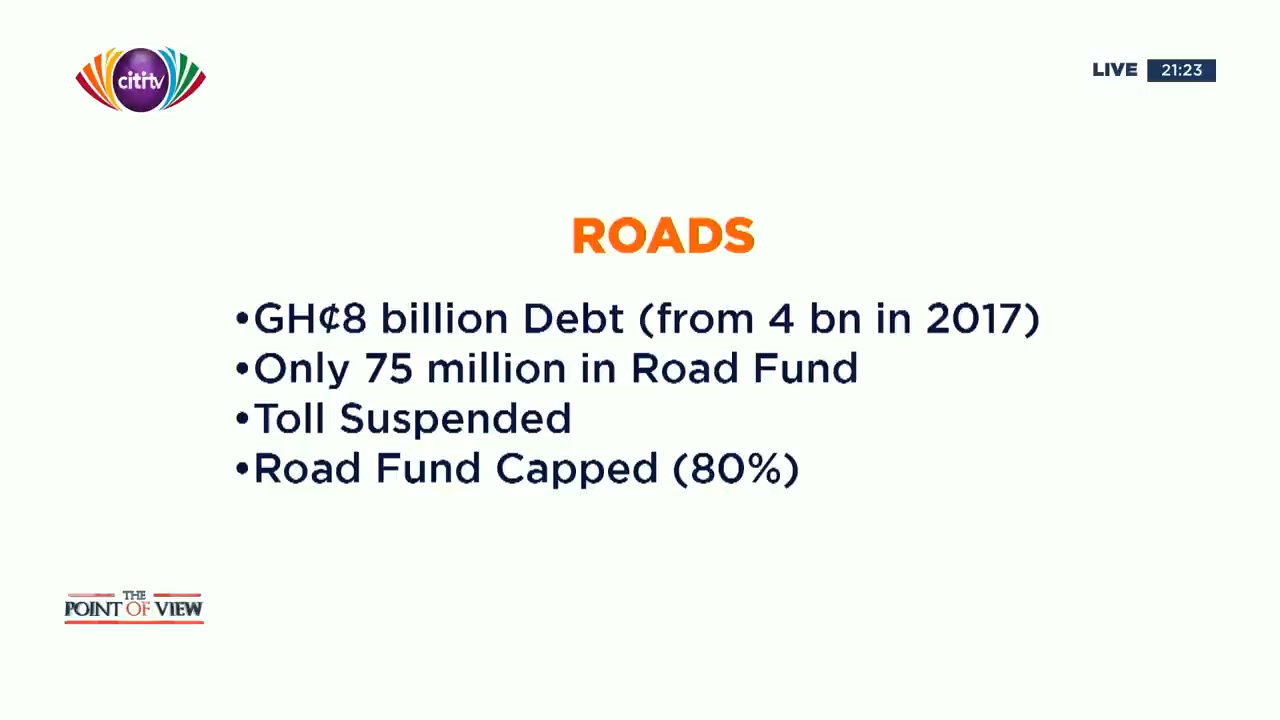 citi tv
LIVE 21:23
ROADS
•GH¢8 billion Debt (from 4 bn in 2017)
•Only 75 million in Road Fund
•Toll Suspended
•Road Fund Capped (80%)
THE
POINT OF VIEW